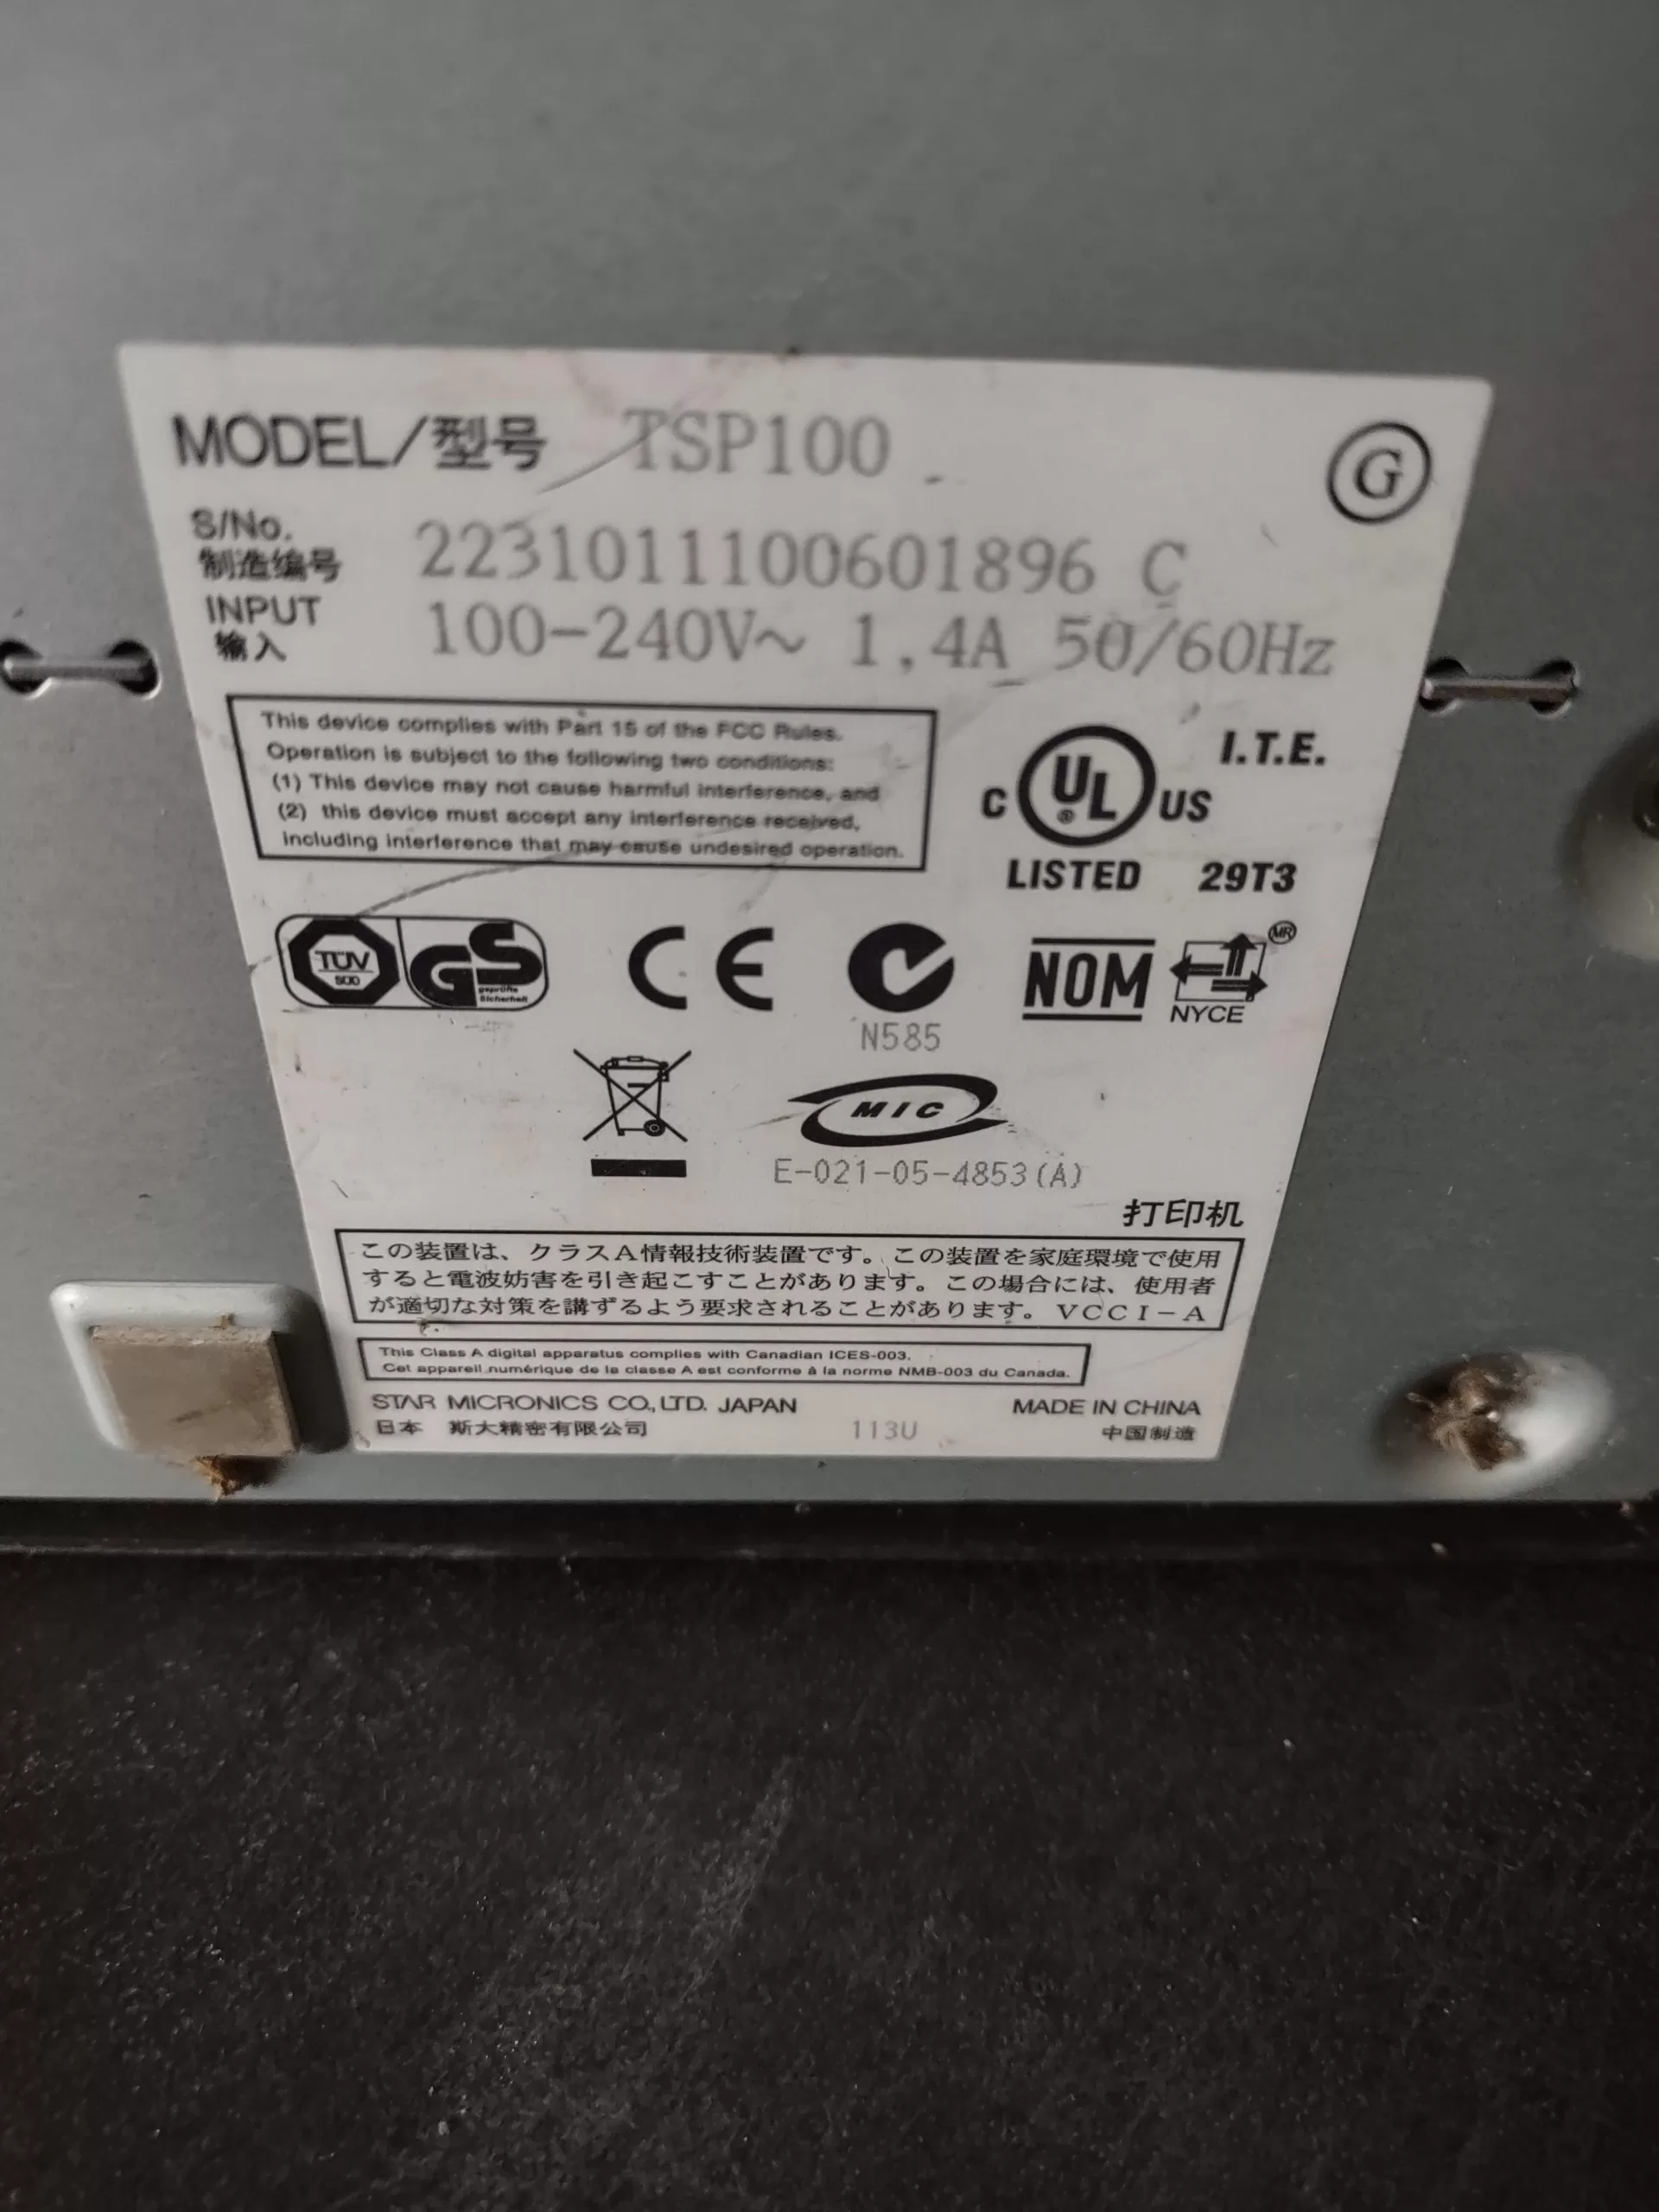 MODEL/型号 TSP100
G
S/No.
制造编号 2231011100601896 C
INPUT
输入 100-240V~ 1.4A 50/60Hz
This device complies with Part 15 of the FCC Rules.
Operation is subject to the following two conditions:
(1) This device may not cause harmful interference, and
(2) this device must accept any interference received,
including interference that may cause undesired operation.
C UL ® US I.T.E.
LISTED 29T3
TÜV
SÜD
GS
geprüfte
Sicherheit
CE
N585
NOM
MR
NYCE
MIC
E-021-05-4853(A)
打印机
この装置は、クラスA情報技術装置です。この装置を家庭環境で使用
すると電波妨害を引き起こすことがあります。この場合には、使用者
が適切な対策を講ずるよう要求されることがあります。VCCI-A
This Class A digital apparatus complies with Canadian ICES-003.
Cet appareil numérique de la classe A est conforme à la norme NMB-003 du Canada.
STAR MICRONICS CO., LTD. JAPAN MADE IN CHINA
日本 斯大精密有限公司 113U 中国制造